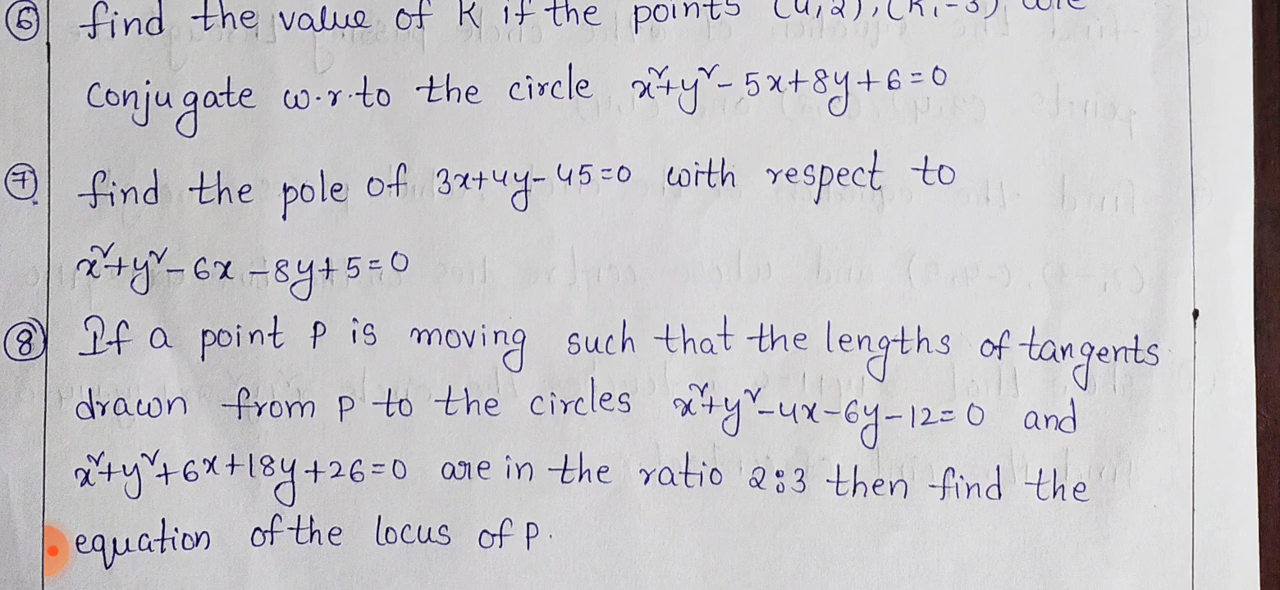 ⑥ find the value of K if the points (4,2), (K,-3) are
conjugate w.r.to the circle x²+y²-5x+8y+6=0
⑦ find the pole of 3x+4y-45=0 with respect to
x²+y²-6x-8y+5=0
⑧ If a point P is moving such that the lengths of tangents
drawn from P to the circles x²+y²-4x-6y-12=0 and
x²+y²+6x+18y+26=0 are in the ratio 2:3 then find the
equation of the locus of P.